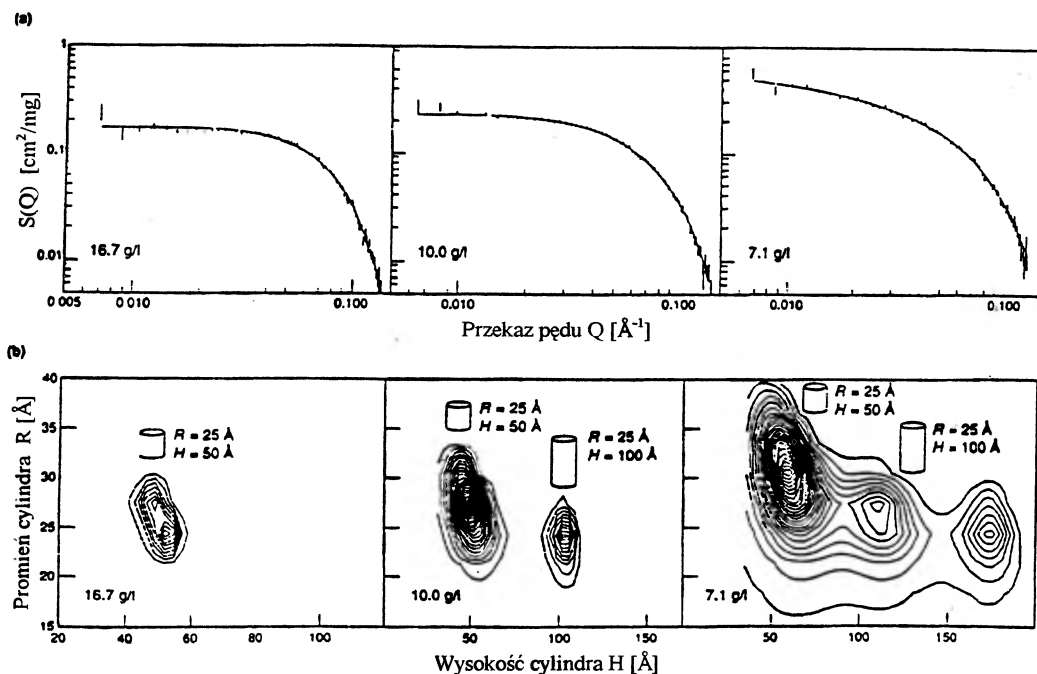 (a)
S(Q) [cm²/mg]
1
0.1
0.01
16.7 g/l
10.0 g/l
7.1 g/l
0.005 0.010 0.100 0.010 0.100 0.010 0.100
Przekaz pędu Q [Å⁻¹]
(b)
Promień cylindra R [Å]
40
35
30
25
20
15
R = 25 Å
H = 50 Å
16.7 g/l
R = 25 Å
H = 50 Å
R = 25 Å
H = 100 Å
10.0 g/l
R = 25 Å
H = 50 Å
R = 25 Å
H = 100 Å
7.1 g/l
20 40 60 80 100 50 100 150 50 100 150
Wysokość cylindra H [Å]